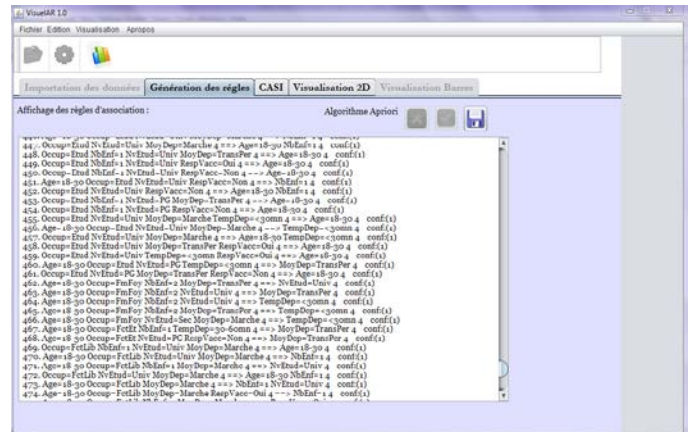 VisuelAR 1.0
Fichier Edition Visualisation Apropos
Importation des données Génération des régles CASI Visualisation 2D Visualisation Barres
Affichage des règles d'association : Algorithme Apriori
447. Occup=Etud NbEnf=1 NvEtud=Univ MoyDep=Marche 4 ==> Age=18-30 NbEnf=1 4 conf:(1)
448. Occup=Etud NbEnf=1 NvEtud=Univ MoyDep=TransPer 4 ==> Age=18-30 4 conf:(1)
449. Occup=Etud NbEnf=1 NvEtud=Univ RespVacc=Oui 4 ==> Age=18-30 4 conf:(1)
450. Occup=Etud NbEnf=1 NvEtud=Univ RespVacc=Non 4 ==> Age=18-30 4 conf:(1)
451. Age=18-30 Occup=Etud NvEtud=Univ RespVacc=Non 4 ==> NbEnf=1 4 conf:(1)
452. Occup=Etud NvEtud=Univ RespVacc=Non 4 ==> Age=18-30 NbEnf=1 4 conf:(1)
453. Occup=Etud NbEnf=1 NvEtud=PG MoyDep=TransPer 4 ==> Age=18-30 4 conf:(1)
454. Occup=Etud NbEnf=1 NvEtud=PG RespVacc=Non 4 ==> Age=18-30 4 conf:(1)
455. Occup=Etud NvEtud=Univ MoyDep=Marche TempDep=<30mn 4 ==> Age=18-30 4 conf:(1)
456. Age=18-30 Occup=Etud NvEtud=Univ MoyDep=Marche 4 ==> TempDep=<30mn 4 conf:(1)
457. Occup=Etud NvEtud=Univ MoyDep=Marche 4 ==> Age=18-30 TempDep=<30mn 4 conf:(1)
458. Occup=Etud NvEtud=Univ MoyDep=TransPer RespVacc=Oui 4 ==> Age=18-30 4 conf:(1)
459. Occup=Etud NvEtud=Univ TempDep=<30mn RespVacc=Oui 4 ==> Age=18-30 4 conf:(1)
460. Age=18-30 Occup=Etud NvEtud=PG TempDep=<30mn 4 ==> MoyDep=TransPer 4 conf:(1)
461. Occup=Etud NvEtud=PG MoyDep=TransPer RespVacc=Non 4 ==> Age=18-30 4 conf:(1)
462. Age=18-30 Occup=FmFoy NbEnf=2 MoyDep=TransPer 4 ==> NvEtud=Univ 4 conf:(1)
463. Age=18-30 Occup=FmFoy NbEnf=2 NvEtud=Univ 4 ==> MoyDep=TransPer 4 conf:(1)
464. Age=18-30 Occup=FmFoy NbEnf=2 NvEtud=Univ 4 ==> TempDep=<30mn 4 conf:(1)
465. Age=18-30 Occup=FmFoy NbEnf=2 MoyDep=TransPer 4 ==> TempDep=<30mn 4 conf:(1)
466. Age=18-30 Occup=FmFoy NvEtud=Sec MoyDep=Marche 4 ==> TempDep=<30mn 4 conf:(1)
467. Age=18-30 Occup=FctEt NbEnf=1 TempDep=30-60mn 4 ==> MoyDep=TransPer 4 conf:(1)
468. Age=18-30 Occup=FctEt NvEtud=PG RespVacc=Non 4 ==> MoyDep=TransPer 4 conf:(1)
469. Occup=FctLib NbEnf=1 NvEtud=Univ MoyDep=Marche 4 ==> Age=18-30 4 conf:(1)
470. Age=18-30 Occup=FctLib NvEtud=Univ MoyDep=Marche 4 ==> NbEnf=1 4 conf:(1)
471. Age=18-30 Occup=FctLib NbEnf=1 MoyDep=Marche 4 ==> NvEtud=Univ 4 conf:(1)
472. Occup=FctLib NvEtud=Univ MoyDep=Marche 4 ==> Age=18-30 NbEnf=1 4 conf:(1)
473. Age=18-30 Occup=FctLib MoyDep=Marche 4 ==> NbEnf=1 NvEtud=Univ 4 conf:(1)
474. Age=18-30 Occup=FctLib MoyDep=Marche RespVacc=Oui 4 ==> NbEnf=1 4 conf:(1)